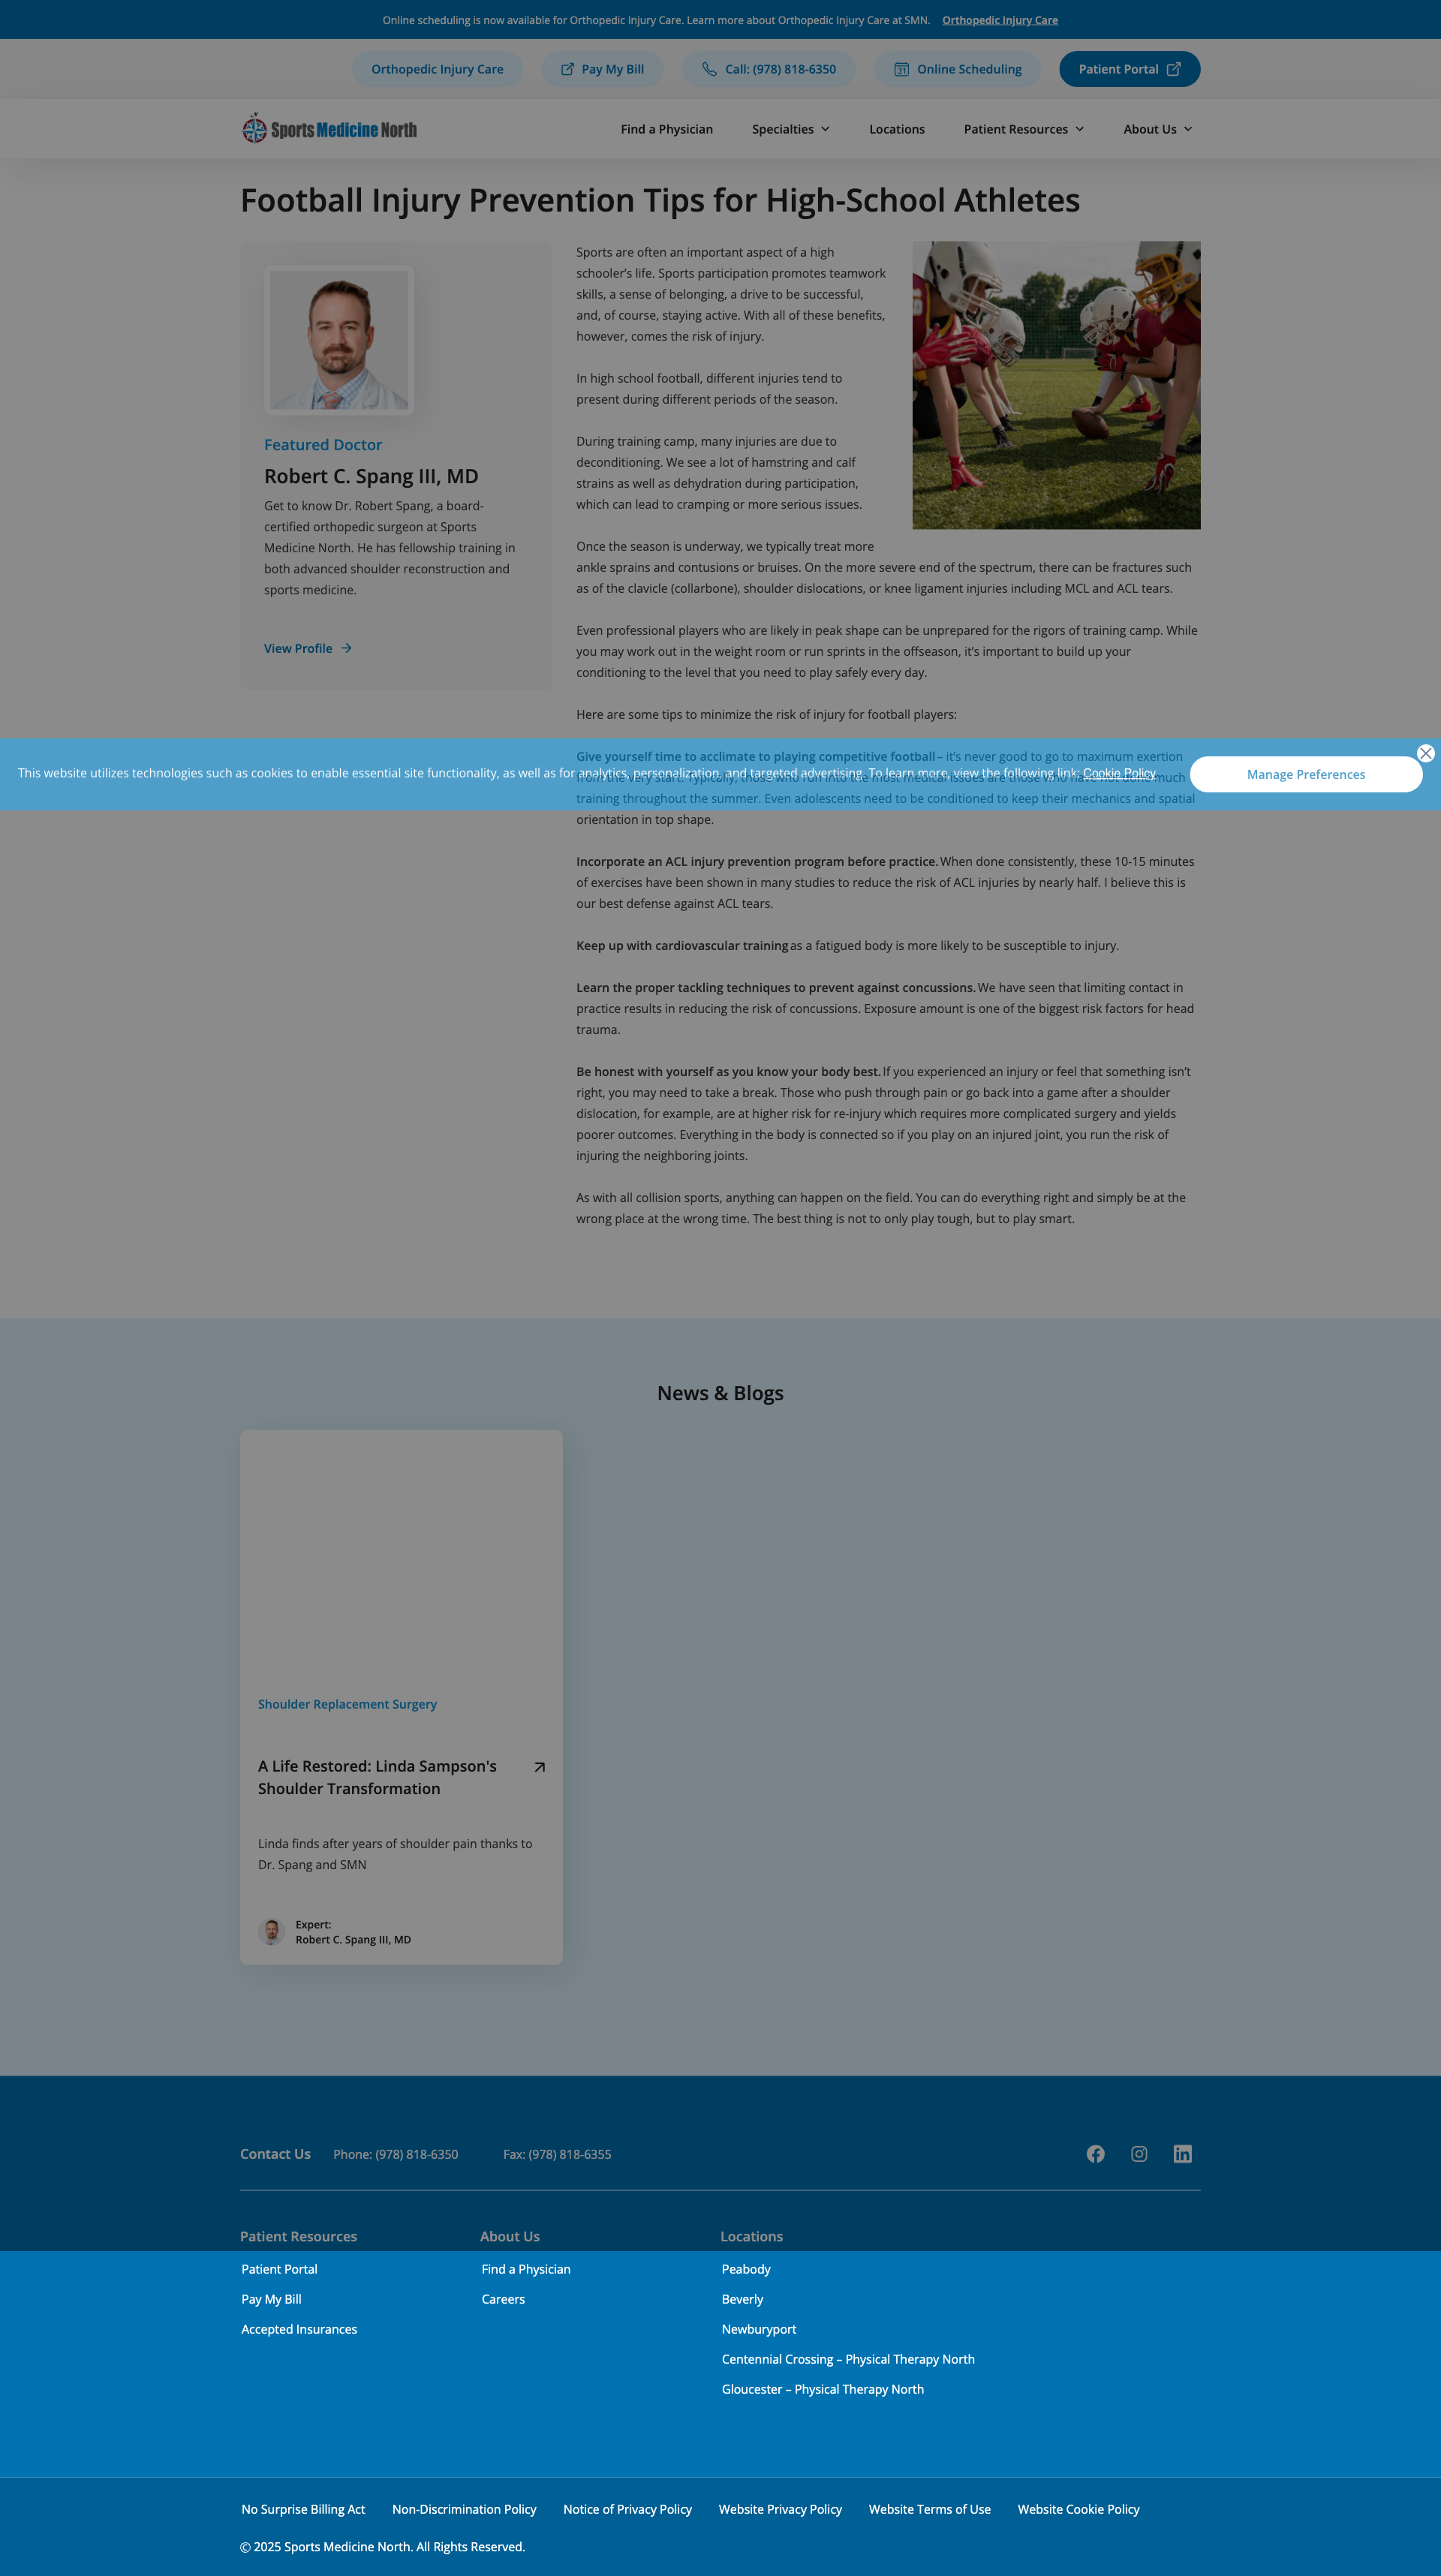 Online scheduling is now available for Orthopedic Injury Care. Learn more about Orthopedic Injury Care at SMN. Orthopedic Injury Care
Orthopedic Injury Care
Pay My Bill
Call: (978) 818-6350
Online Scheduling
Patient Portal
Sports Medicine North
Find a Physician
Specialties
Locations
Patient Resources
About Us
Football Injury Prevention Tips for High-School Athletes
Featured Doctor
Robert C. Spang III, MD
Get to know Dr. Robert Spang, a board-
certified orthopedic surgeon at Sports
Medicine North. He has fellowship training in
both advanced shoulder reconstruction and
sports medicine.
View Profile
Sports are often an important aspect of a high
schooler's life. Sports participation promotes teamwork
skills, a sense of belonging, a drive to be successful,
and, of course, staying active. With all of these benefits,
however, comes the risk of injury.
In high school football, different injuries tend to
present during different periods of the season.
During training camp, many injuries are due to
deconditioning. We see a lot of hamstring and calf
strains as well as dehydration during participation,
which can lead to cramping or more serious issues.
Once the season is underway, we typically treat more
ankle sprains and contusions or bruises. On the more severe end of the spectrum, there can be fractures such
as of the clavicle (collarbone), shoulder dislocations, or knee ligament injuries including MCL and ACL tears.
Even professional players who are likely in peak shape can be unprepared for the rigors of training camp. While
you may work out in the weight room or run sprints in the offseason, it's important to build up your
conditioning to the level that you need to play safely every day.
Here are some tips to minimize the risk of injury for football players:
Give yourself time to acclimate to playing competitive football – it's never good to go to maximum exertion
from the very start. Typically, those who run into the most medical issues are those who have not done much
training throughout the summer. Even adolescents need to be conditioned to keep their mechanics and spatial
orientation in top shape.
This website utilizes technologies such as cookies to enable essential site functionality, as well as for analytics, personalization, and targeted advertising. To learn more, view the following link: Cookie Policy
Manage Preferences
Incorporate an ACL injury prevention program before practice. When done consistently, these 10-15 minutes
of exercises have been shown in many studies to reduce the risk of ACL injuries by nearly half. I believe this is
our best defense against ACL tears.
Keep up with cardiovascular training as a fatigued body is more likely to be susceptible to injury.
Learn the proper tackling techniques to prevent against concussions. We have seen that limiting contact in
practice results in reducing the risk of concussions. Exposure amount is one of the biggest risk factors for head
trauma.
Be honest with yourself as you know your body best. If you experienced an injury or feel that something isn't
right, you may need to take a break. Those who push through pain or go back into a game after a shoulder
dislocation, for example, are at higher risk for re-injury which requires more complicated surgery and yields
poorer outcomes. Everything in the body is connected so if you play on an injured joint, you run the risk of
injuring the neighboring joints.
As with all collision sports, anything can happen on the field. You can do everything right and simply be at the
wrong place at the wrong time. The best thing is not to only play tough, but to play smart.
News & Blogs
Shoulder Replacement Surgery
A Life Restored: Linda Sampson's
Shoulder Transformation
Linda finds after years of shoulder pain thanks to
Dr. Spang and SMN
Expert:
Robert C. Spang III, MD
Contact Us
Phone: (978) 818-6350
Fax: (978) 818-6355
Patient Resources
Patient Portal
Pay My Bill
Accepted Insurances
About Us
Find a Physician
Careers
Locations
Peabody
Beverly
Newburyport
Centennial Crossing – Physical Therapy North
Gloucester – Physical Therapy North
No Surprise Billing Act
Non-Discrimination Policy
Notice of Privacy Policy
Website Privacy Policy
Website Terms of Use
Website Cookie Policy
© 2025 Sports Medicine North. All Rights Reserved.